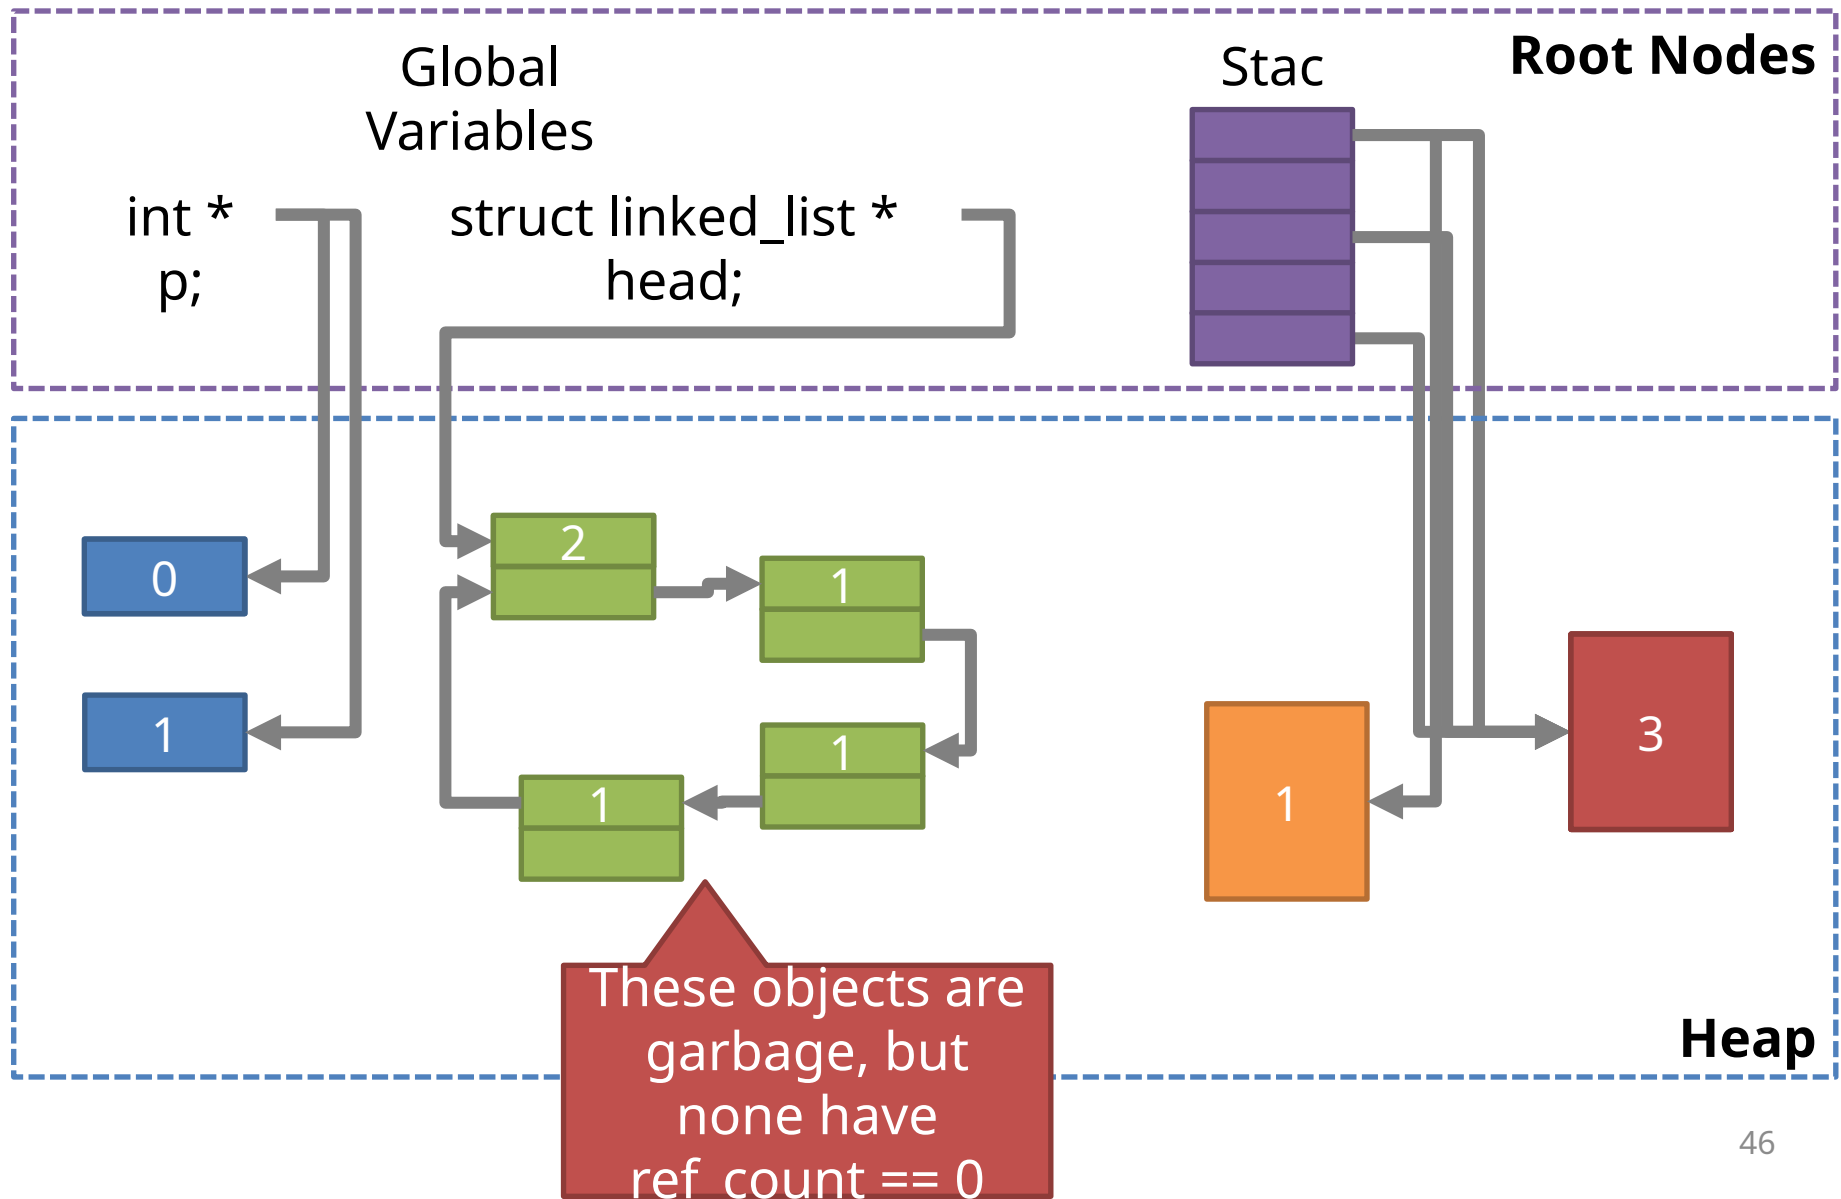 Root Nodes
Global
Variables
Stac
int *
p;
struct linked_list *
head;
0
1
2
1
1
1
1
3
These objects are
garbage, but
none have
ref_count == 0
Heap
46